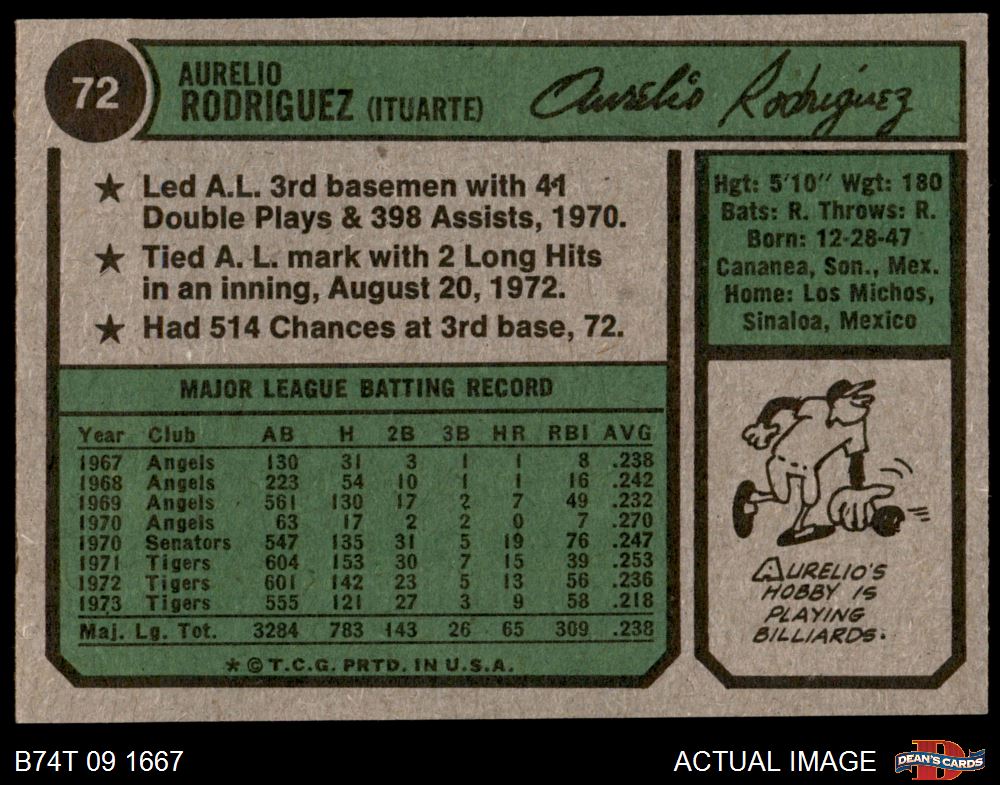 72
AURELIO
RODRIGUEZ (ITUARTE)
Aurelio Rodriguez
★ Led A.L. 3rd basemen with 41
Double Plays & 398 Assists, 1970.
★ Tied A. L. mark with 2 Long Hits
in an inning, August 20, 1972.
★ Had 514 Chances at 3rd base, 72.
Hgt: 5'10" Wgt: 180
Bats: R. Throws: R.
Born: 12-28-47
Cananea, Son., Mex.
Home: Los Michos,
Sinaloa, Mexico
MAJOR LEAGUE BATTING RECORD
Year Club AB H 2B 3B HR RBI AVG
1967 Angels 130 31 3 1 1 8 .238
1968 Angels 223 54 10 1 1 16 .242
1969 Angels 561 130 17 2 7 49 .232
1970 Angels 63 17 2 2 0 7 .270
1970 Senators 547 135 31 5 19 76 .247
1971 Tigers 604 153 30 7 15 39 .253
1972 Tigers 601 142 23 5 13 56 .236
1973 Tigers 555 121 27 3 9 58 .218
Maj. Lg. Tot. 3284 783 143 26 65 309 .238
★ © T.C.G. PRTD. IN U.S.A.
AURELIO'S
HOBBY IS
PLAYING
BILLIARDS.
B74T 09 1667
ACTUAL IMAGE
DEAN'S CARDS